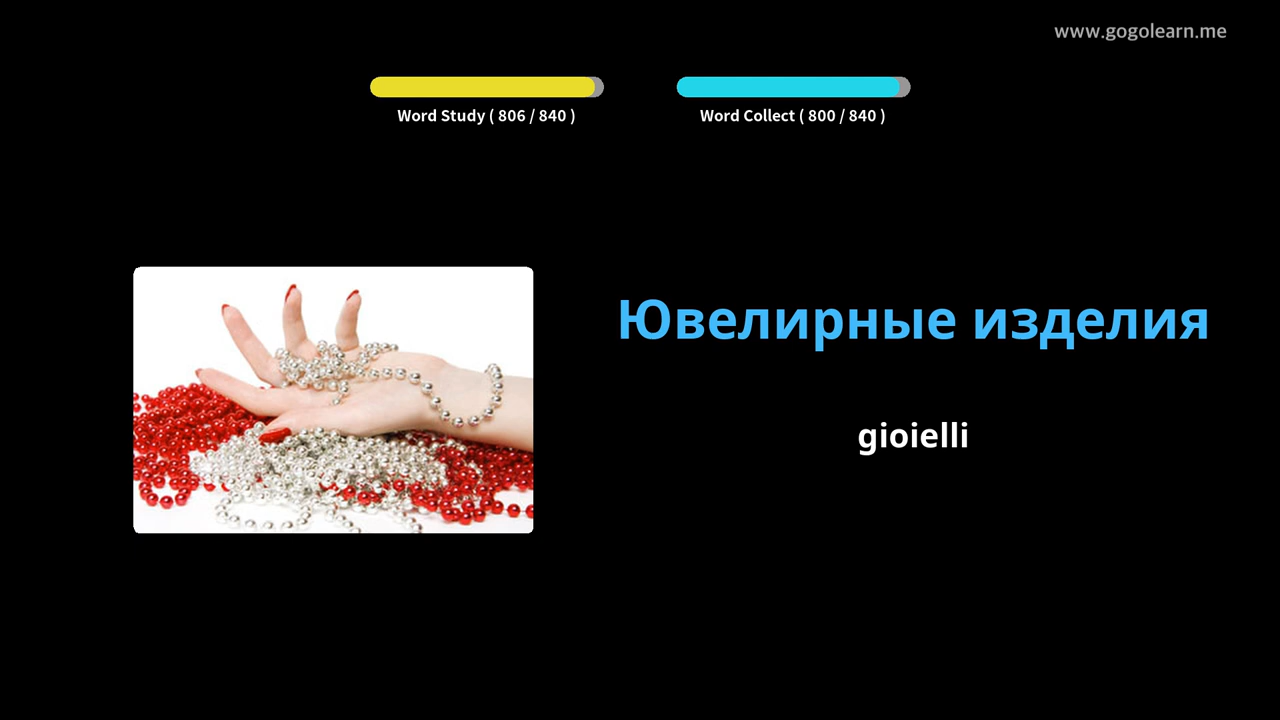 www.gogolearn.me
Word Study ( 806 / 840 )
Word Collect ( 800 / 840 )
Ювелирные изделия
gioielli